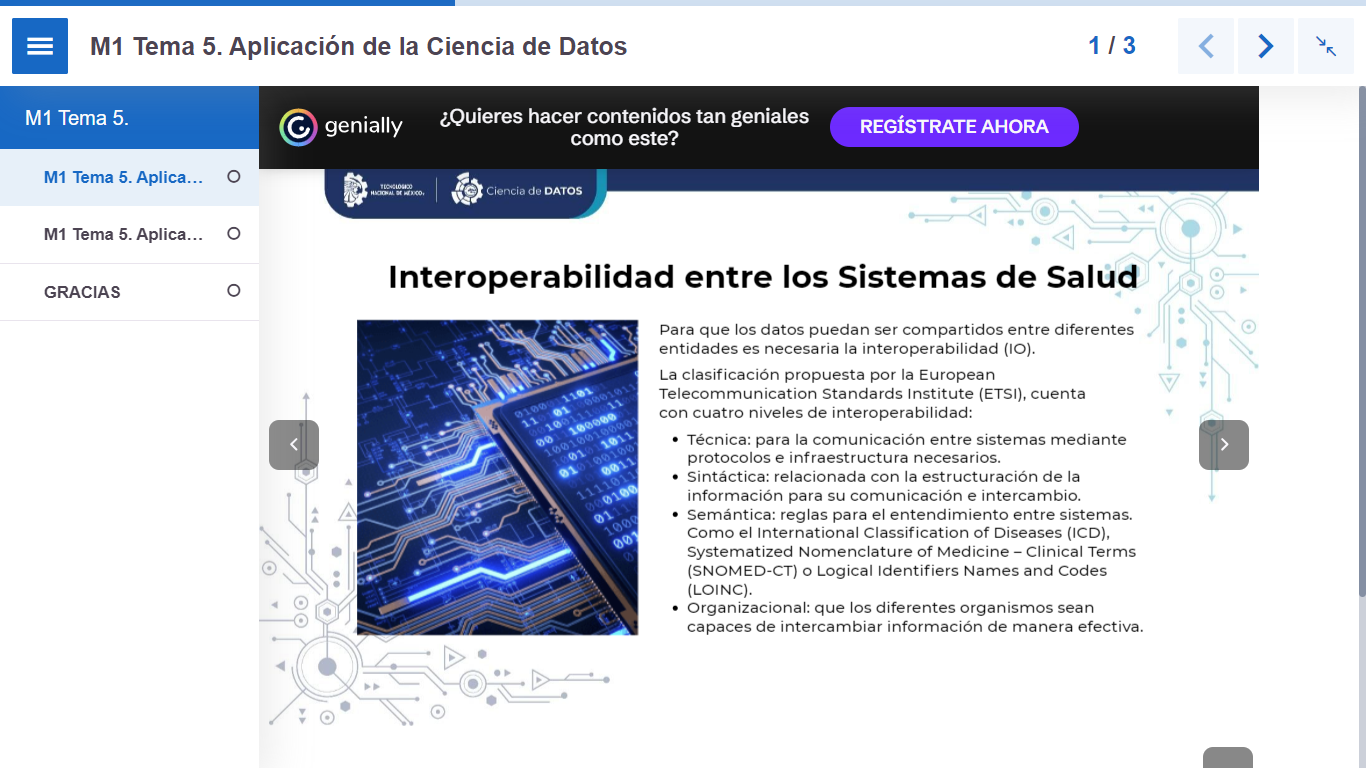 M1 Tema 5. Aplicación de la Ciencia de Datos
1 / 3
M1 Tema 5.
M1 Tema 5. Aplica...
M1 Tema 5. Aplica...
GRACIAS
genially
¿Quieres hacer contenidos tan geniales
como este?
REGÍSTRATE AHORA
TECNOLÓGICO
NACIONAL DE MÉXICO
Ciencia de DATOS
Interoperabilidad entre los Sistemas de Salud
Para que los datos puedan ser compartidos entre diferentes
entidades es necesaria la interoperabilidad (IO).
La clasificación propuesta por la European
Telecommunication Standards Institute (ETSI), cuenta
con cuatro niveles de interoperabilidad:
• Técnica: para la comunicación entre sistemas mediante
protocolos e infraestructura necesarios.
• Sintáctica: relacionada con la estructuración de la
información para su comunicación e intercambio.
• Semántica: reglas para el entendimiento entre sistemas.
Como el International Classification of Diseases (ICD),
Systematized Nomenclature of Medicine – Clinical Terms
(SNOMED-CT) o Logical Identifiers Names and Codes
(LOINC).
• Organizacional: que los diferentes organismos sean
capaces de intercambiar información de manera efectiva.